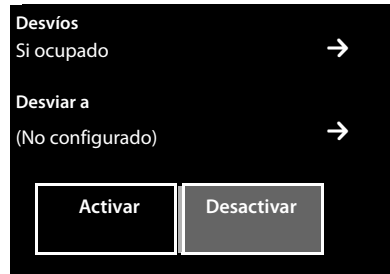 Desvíos
Si ocupado
Desviar a
(No configurado)
Activar Desactivar